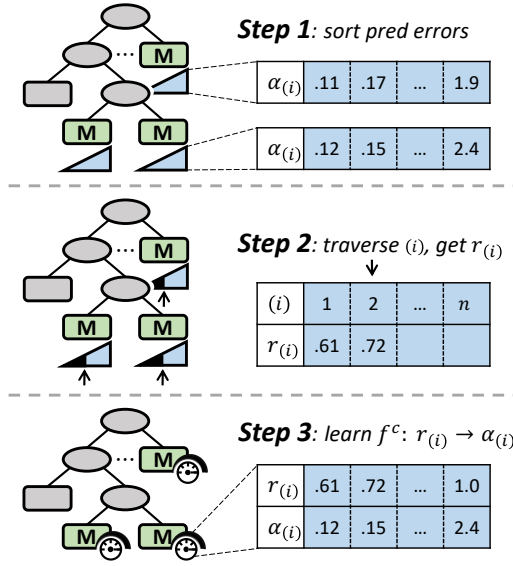 Step 1: sort pred errors
... M
α(i) .11 .17 ... 1.9
M M
α(i) .12 .15 ... 2.4
Step 2: traverse (i), get r(i)
... M
(i) 1 2 ... n
M M
r(i) .61 .72
Step 3: learn f^c: r(i) → α(i)
... M
r(i) .61 .72 ... 1.0
M M
α(i) .12 .15 ... 2.4